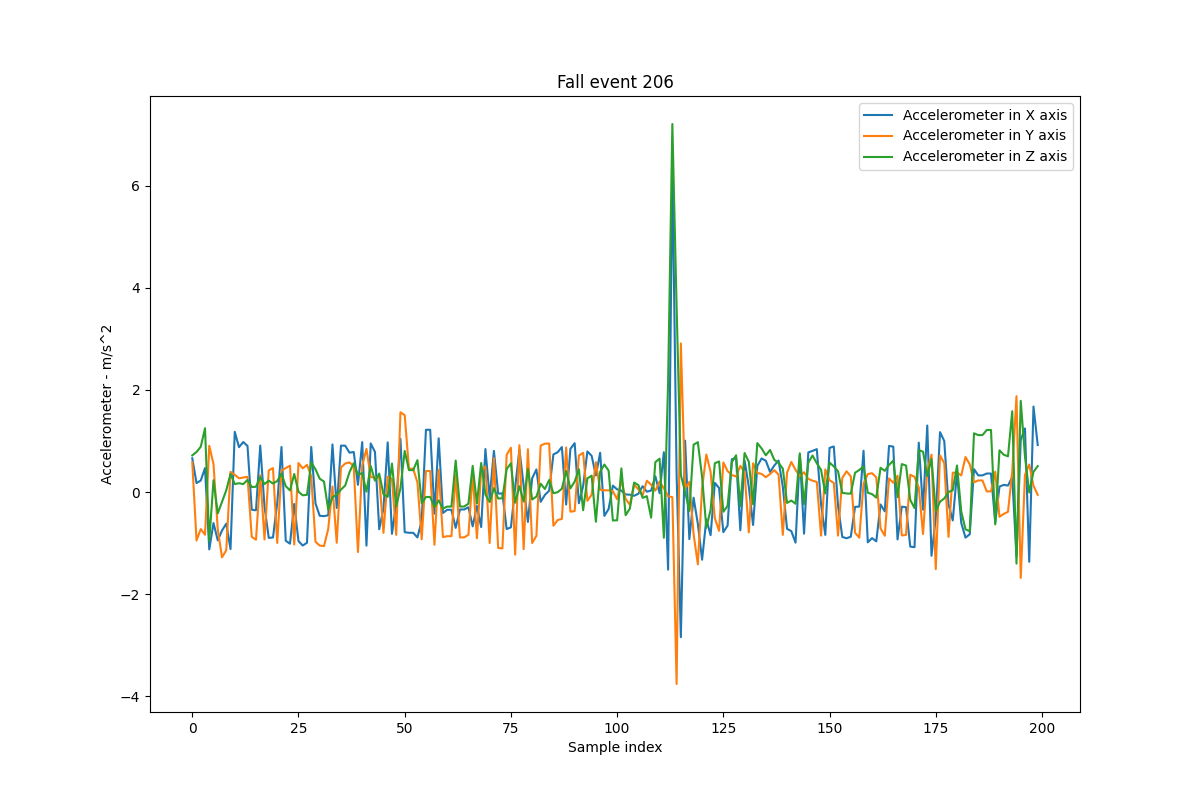 Fall event 206
Accelerometer in X axis
Accelerometer in Y axis
Accelerometer in Z axis
6
4
2
0
−2
−4
Accelerometer - m/s^2
0 25 50 75 100 125 150 175 200
Sample index